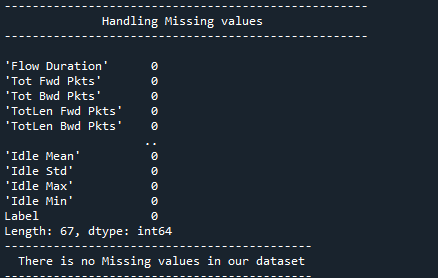 --------------------------------------------------
Handling Missing values
--------------------------------------------------
'Flow Duration' 0
'Tot Fwd Pkts' 0
'Tot Bwd Pkts' 0
'TotLen Fwd Pkts' 0
'TotLen Bwd Pkts' 0
..
'Idle Mean' 0
'Idle Std' 0
'Idle Max' 0
'Idle Min' 0
Label 0
Length: 67, dtype: int64
------------------------------------------
There is no Missing values in our dataset
------------------------------------------